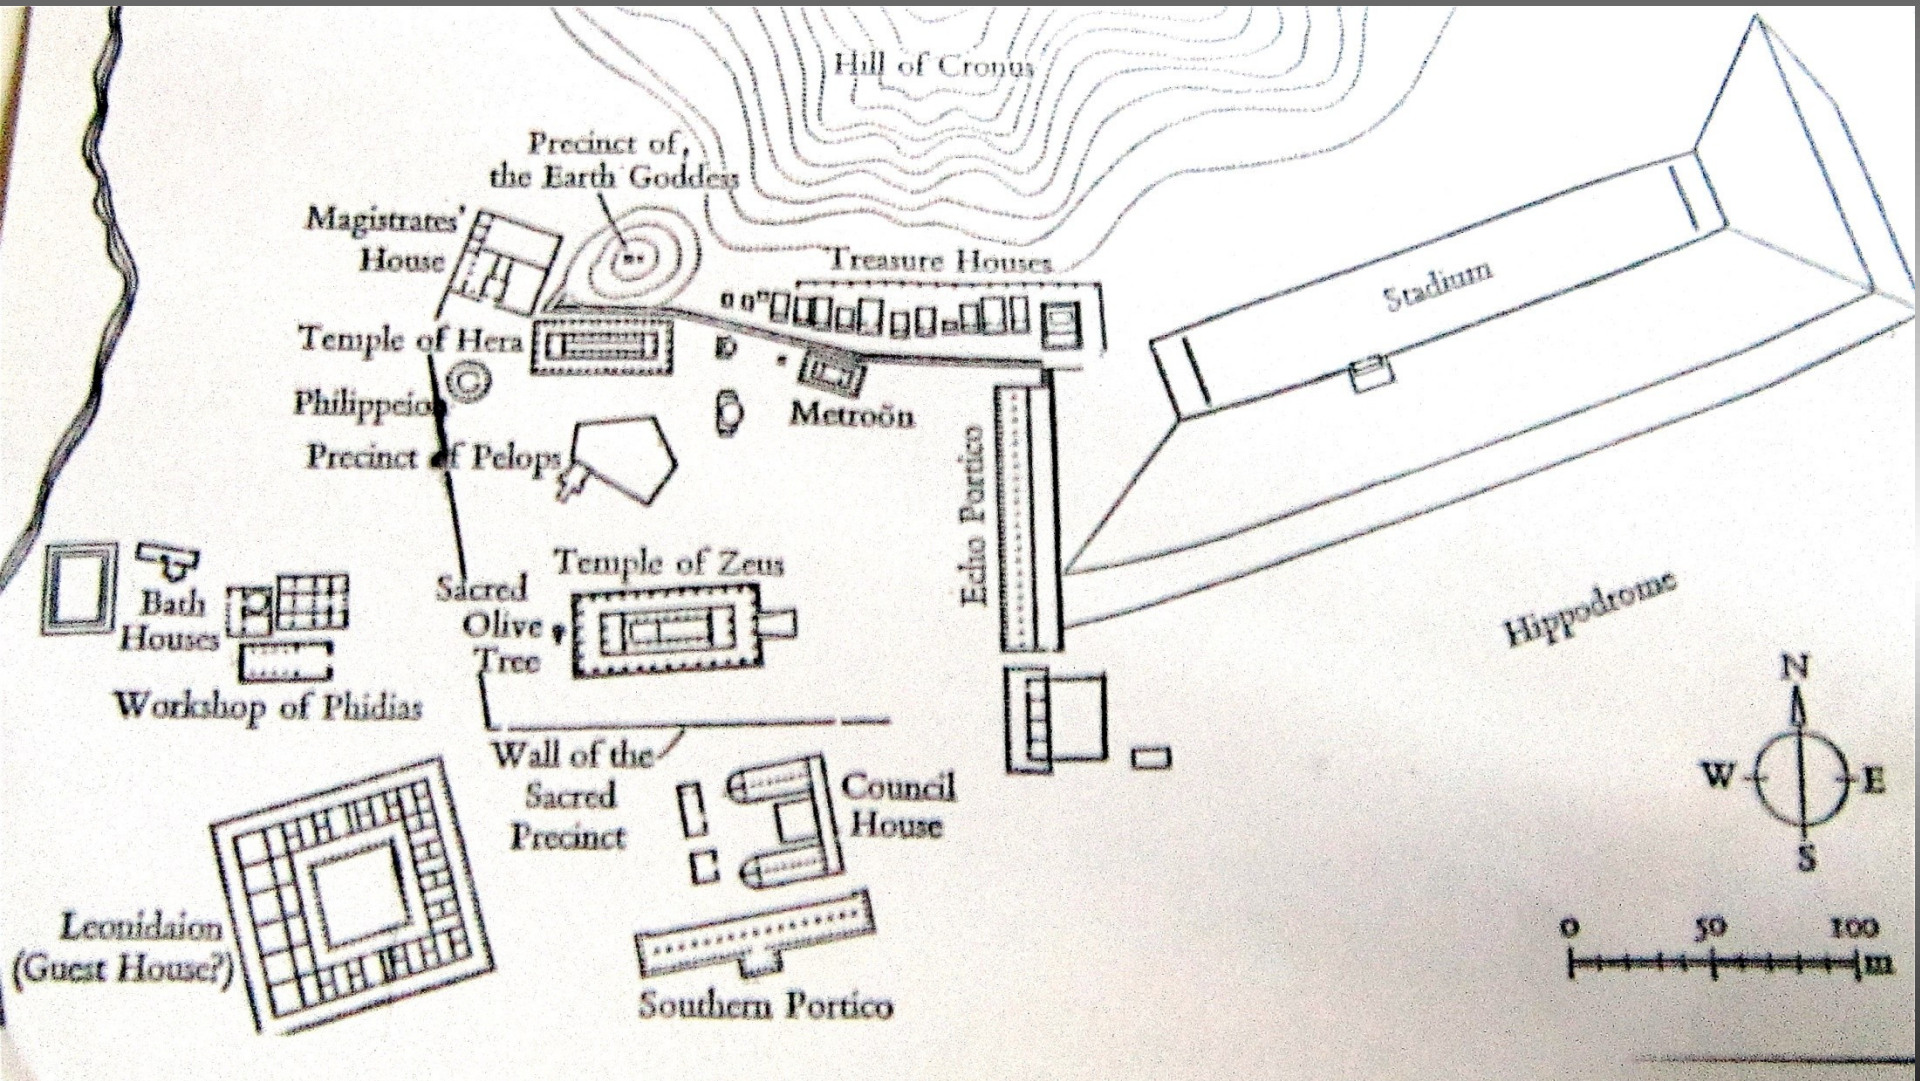 Hill of Cronus
Precinct of
the Earth Goddess
Magistrates'
House
Treasure Houses
Stadium
Temple of Hera
Philippeion
Metroön
Precinct of Pelops
Echo Portico
Temple of Zeus
Sacred
Olive
Tree
Bath
Houses
Workshop of Phidias
Hippodrome
Wall of the
Sacred
Precinct
Council
House
Leonidaion
(Guest House?)
Southern Portico
N
W E
S
0 50 100
m